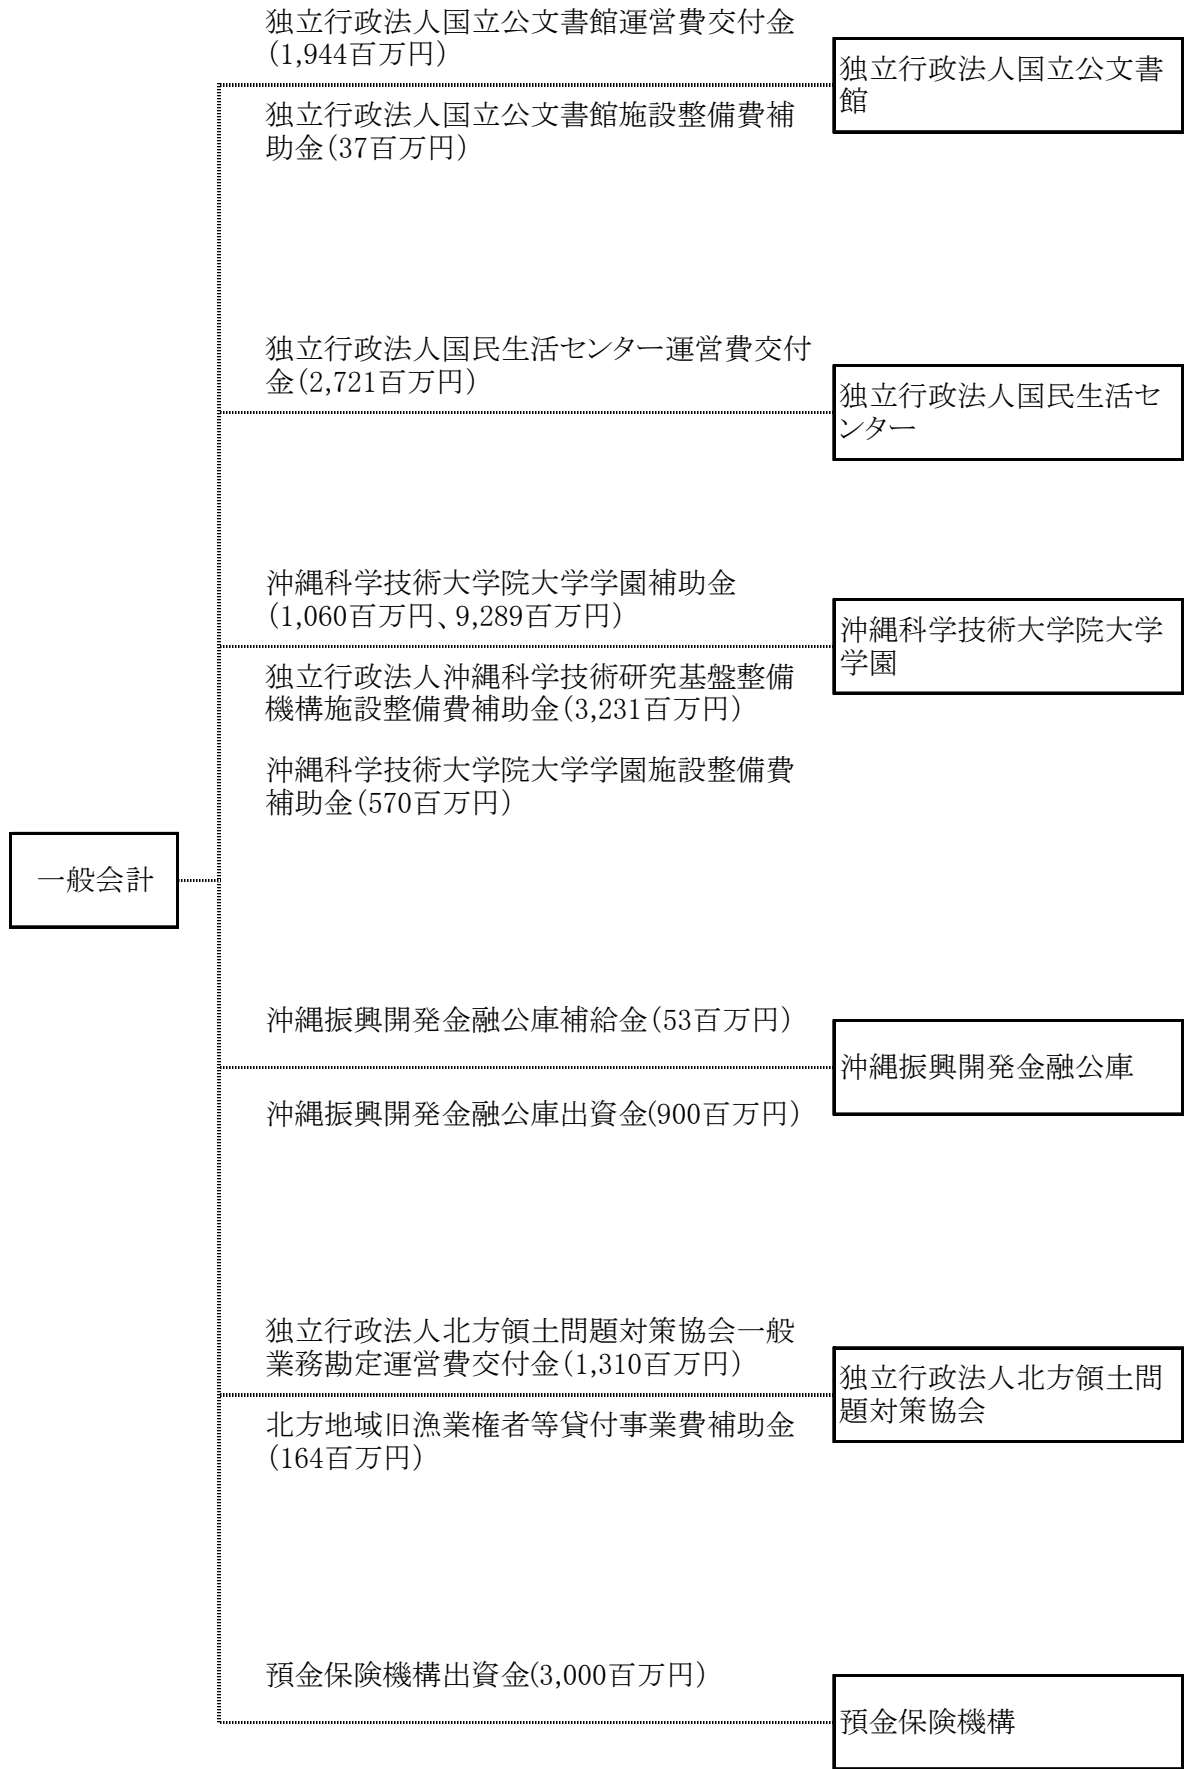 独立行政法人国立公文書館運営費交付金
(1,944百万円)
独立行政法人国立公文書
館
独立行政法人国立公文書館施設整備費補
助金(37百万円)
独立行政法人国民生活センター運営費交付
金(2,721百万円)
独立行政法人国民生活セ
ンター
沖縄科学技術大学院大学学園補助金
(1,060百万円、9,289百万円)
沖縄科学技術大学院大学
学園
独立行政法人沖縄科学技術研究基盤整備
機構施設整備費補助金(3,231百万円)
沖縄科学技術大学院大学学園施設整備費
補助金(570百万円)
一般会計
沖縄振興開発金融公庫補給金(53百万円)
沖縄振興開発金融公庫
沖縄振興開発金融公庫出資金(900百万円)
独立行政法人北方領土問題対策協会一般
業務勘定運営費交付金(1,310百万円)
独立行政法人北方領土問
題対策協会
北方地域旧漁業権者等貸付事業費補助金
(164百万円)
預金保険機構出資金(3,000百万円)
預金保険機構